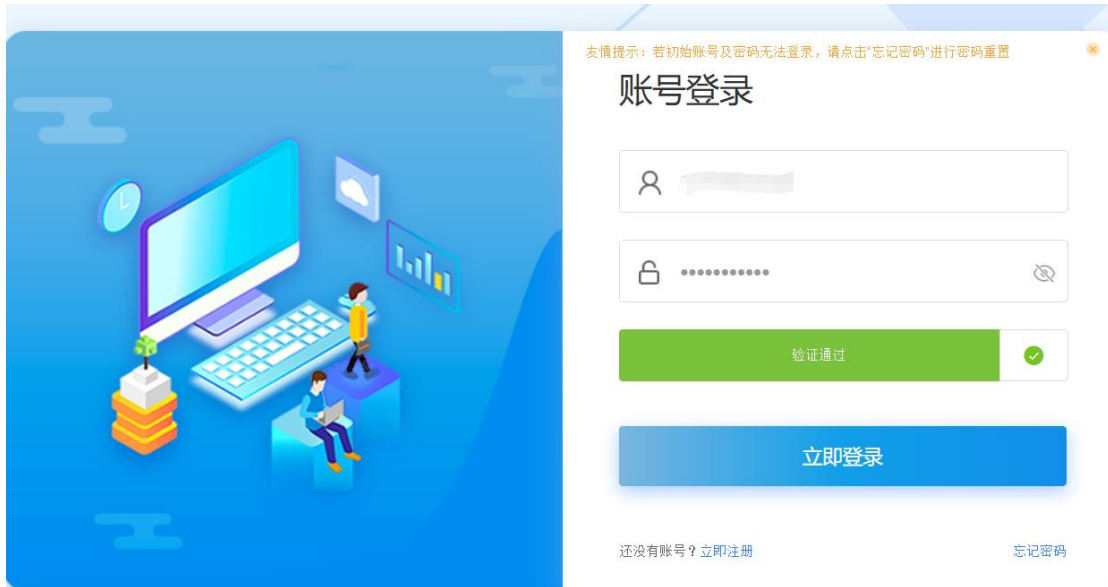 友情提示：若初始账号及密码无法登录，请点击“忘记密码”进行密码重置
账号登录
验证通过
立即登录
还没有账号？立即注册
忘记密码